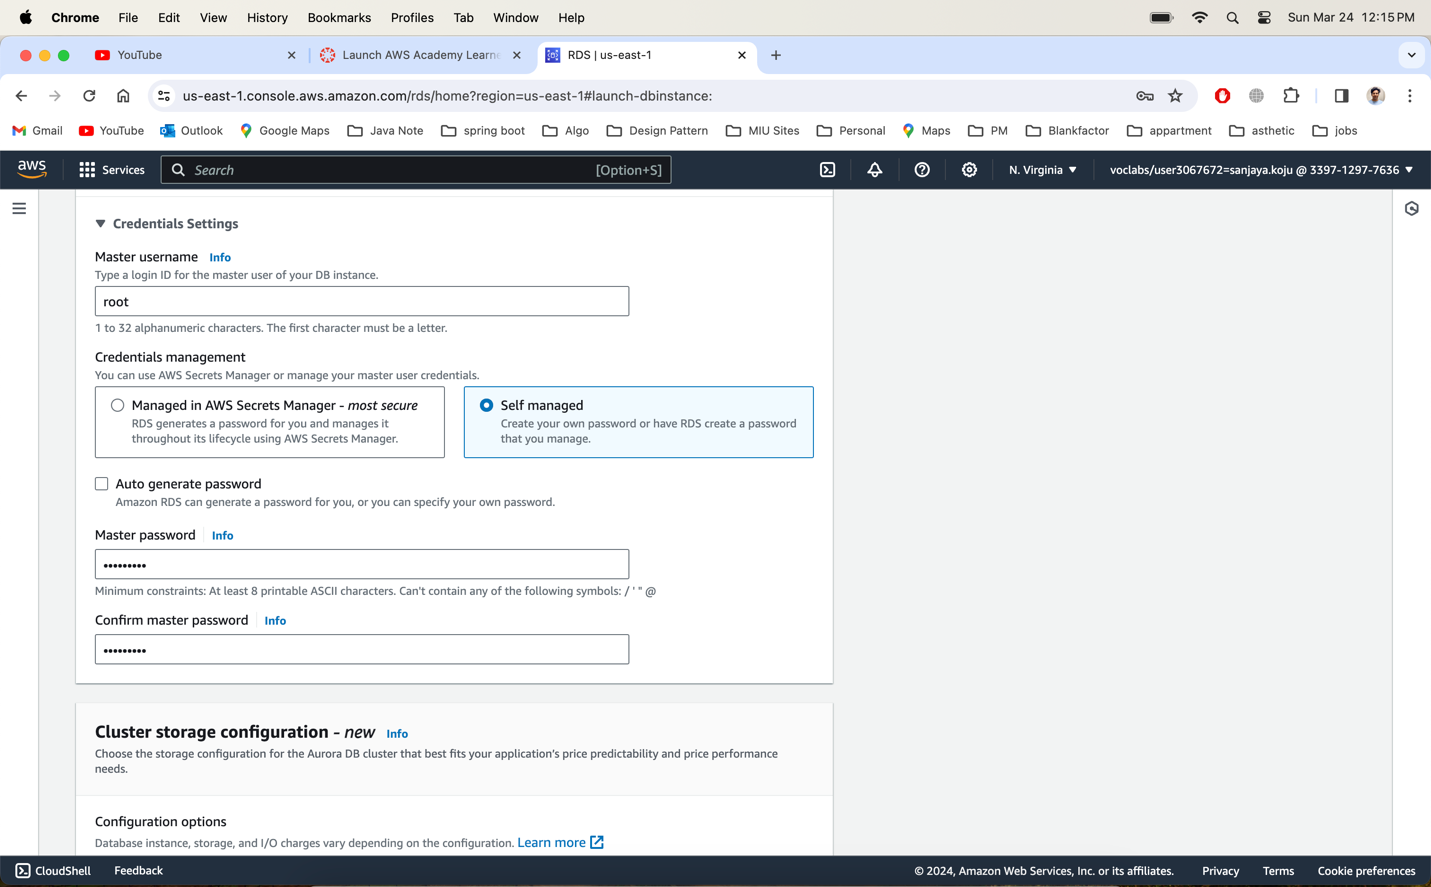 Chrome File Edit View History Bookmarks Profiles Tab Window Help Sun Mar 24 12:15 PM
YouTube Launch AWS Academy Learne RDS | us-east-1
us-east-1.console.aws.amazon.com/rds/home?region=us-east-1#launch-dbinstance:
Gmail YouTube Outlook Google Maps Java Note spring boot Algo Design Pattern MIU Sites Personal Maps PM Blankfactor appartment asthetic jobs
aws Services Search [Option+S] N. Virginia voclabs/user3067672=sanjaya.koju @ 3397-1297-7636
Credentials Settings
Master username Info
Type a login ID for the master user of your DB instance.
root
1 to 32 alphanumeric characters. The first character must be a letter.
Credentials management
You can use AWS Secrets Manager or manage your master user credentials.
Managed in AWS Secrets Manager - most secure
RDS generates a password for you and manages it
throughout its lifecycle using AWS Secrets Manager.
Self managed
Create your own password or have RDS create a password
that you manage.
Auto generate password
Amazon RDS can generate a password for you, or you can specify your own password.
Master password Info
•••••••••
Minimum constraints: At least 8 printable ASCII characters. Can't contain any of the following symbols: / ' " @
Confirm master password Info
•••••••••
Cluster storage configuration - new Info
Choose the storage configuration for the Aurora DB cluster that best fits your application's price predictability and price performance
needs.
Configuration options
Database instance, storage, and I/O charges vary depending on the configuration. Learn more
CloudShell Feedback © 2024, Amazon Web Services, Inc. or its affiliates. Privacy Terms Cookie preferences